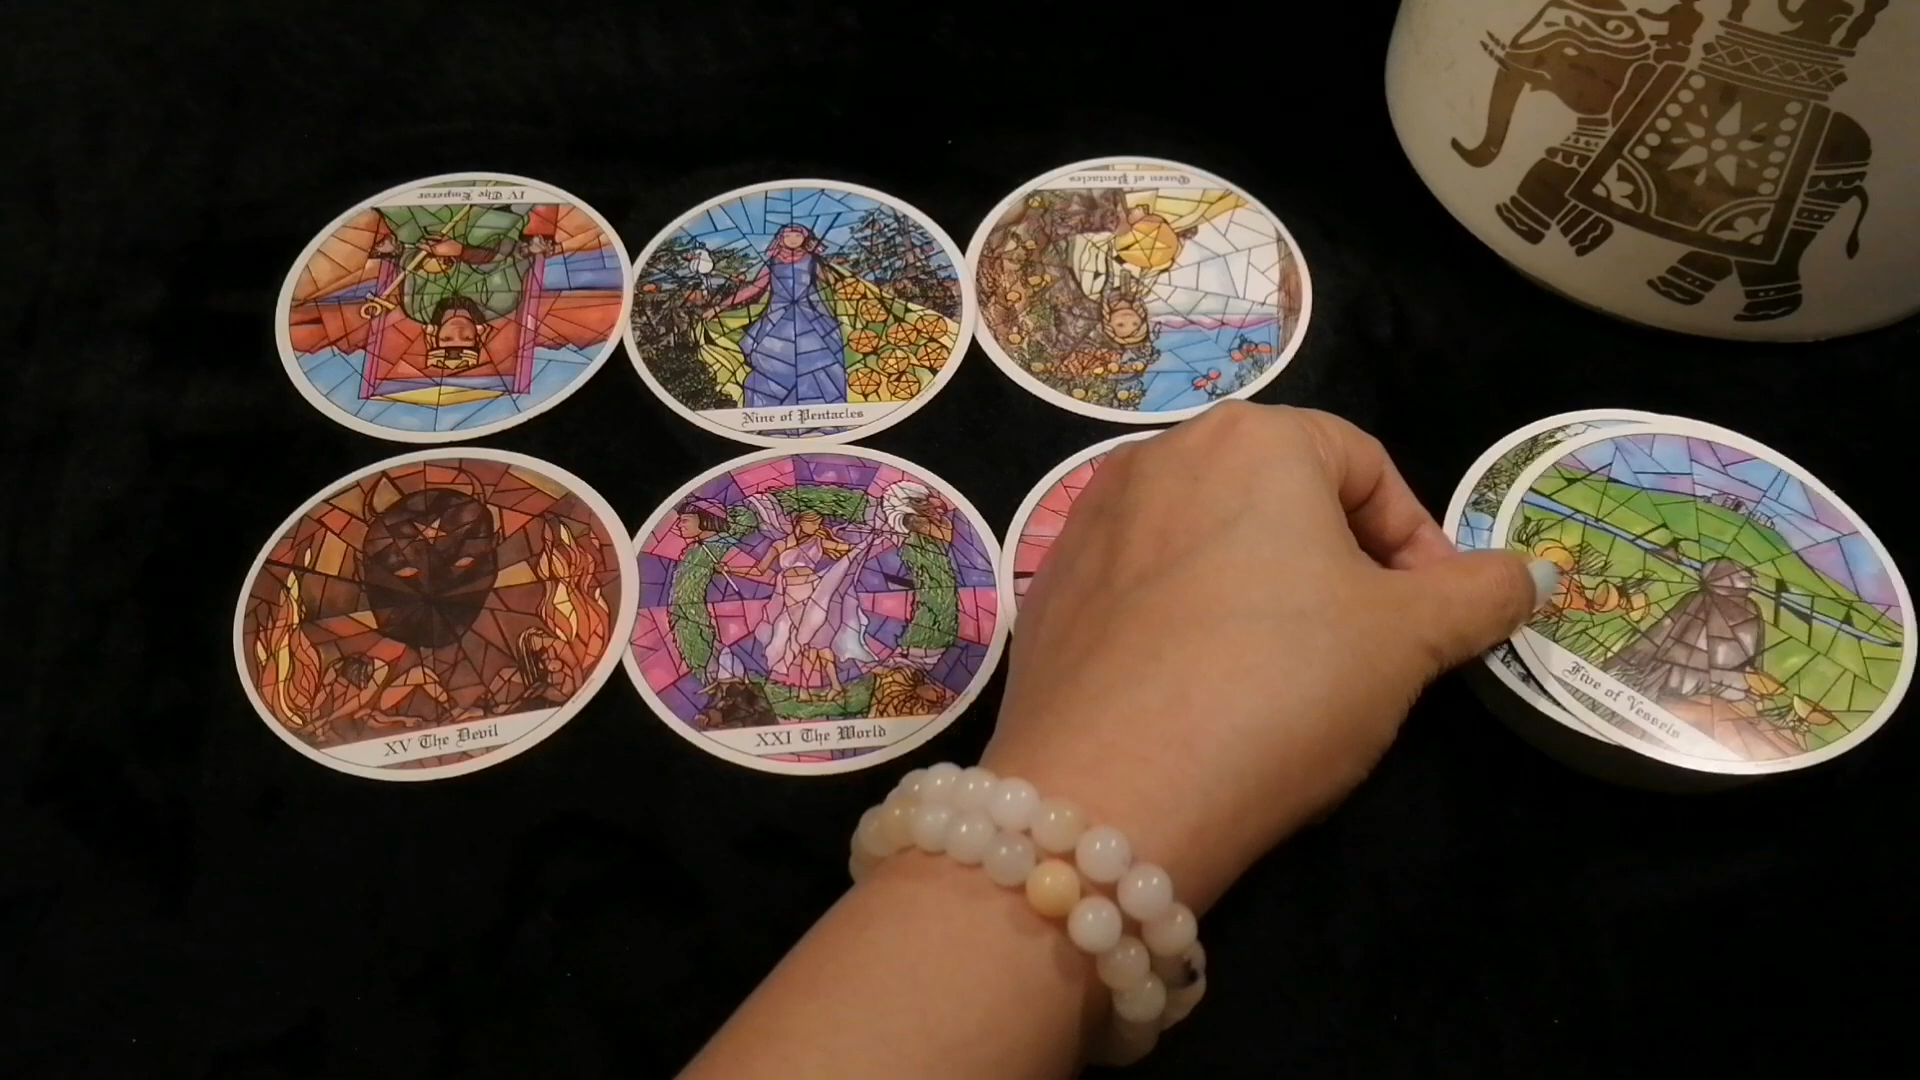 IV The Emperor
Nine of Pentacles
Queen of Pentacles
XV The Devil
XXI The World
Five of Vessels